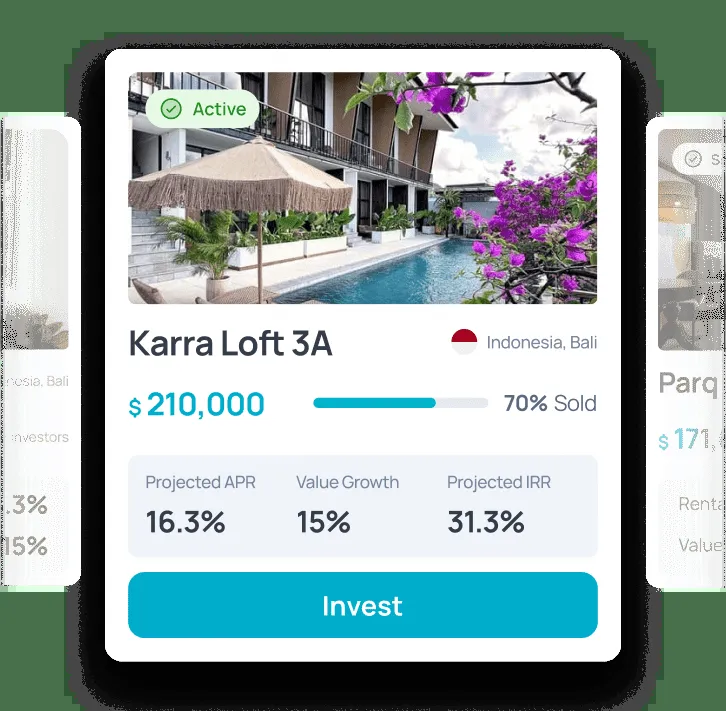 Active
Karra Loft 3A
Indonesia, Bali
$ 210,000
70% Sold
Projected APR Value Growth Projected IRR
16.3% 15% 31.3%
Invest
nesia, Bali
investors
.3%
15%
Parq
$ 171,
Renta
Value